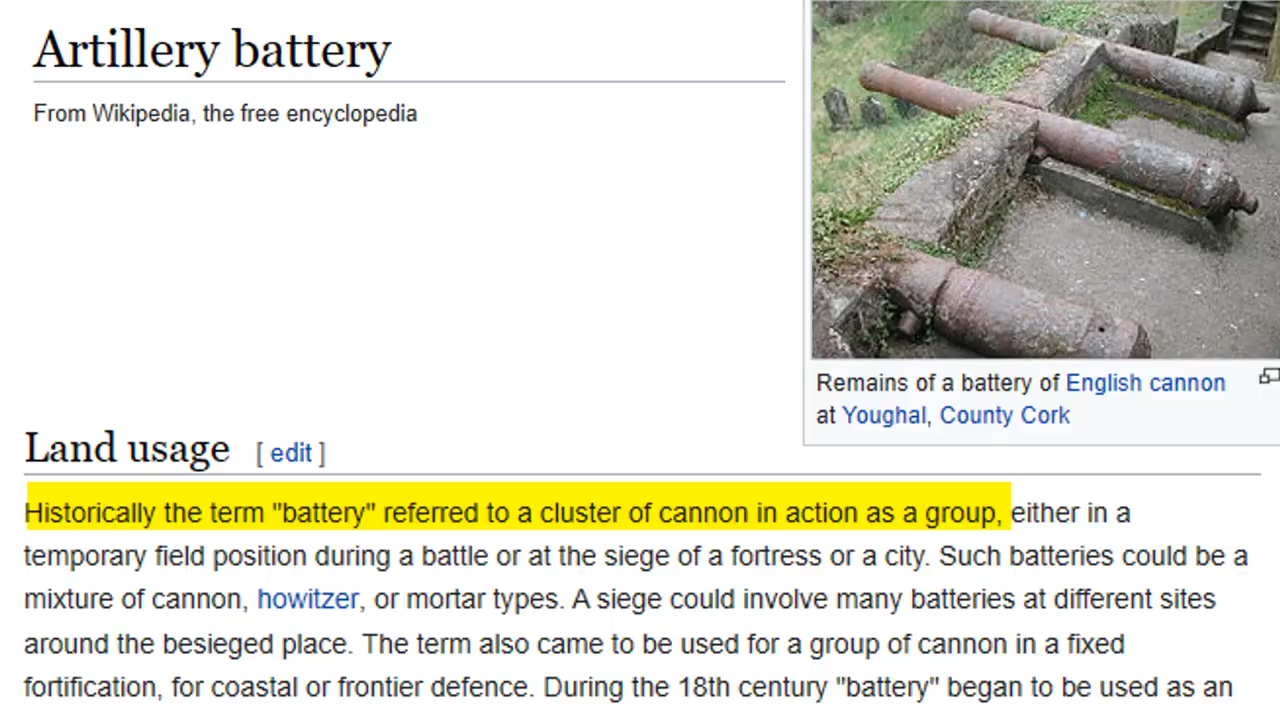 Artillery battery
From Wikipedia, the free encyclopedia
Remains of a battery of English cannon
at Youghal, County Cork
Land usage [ edit ]
Historically the term "battery" referred to a cluster of cannon in action as a group, either in a
temporary field position during a battle or at the siege of a fortress or a city. Such batteries could be a
mixture of cannon, howitzer, or mortar types. A siege could involve many batteries at different sites
around the besieged place. The term also came to be used for a group of cannon in a fixed
fortification, for coastal or frontier defence. During the 18th century "battery" began to be used as an